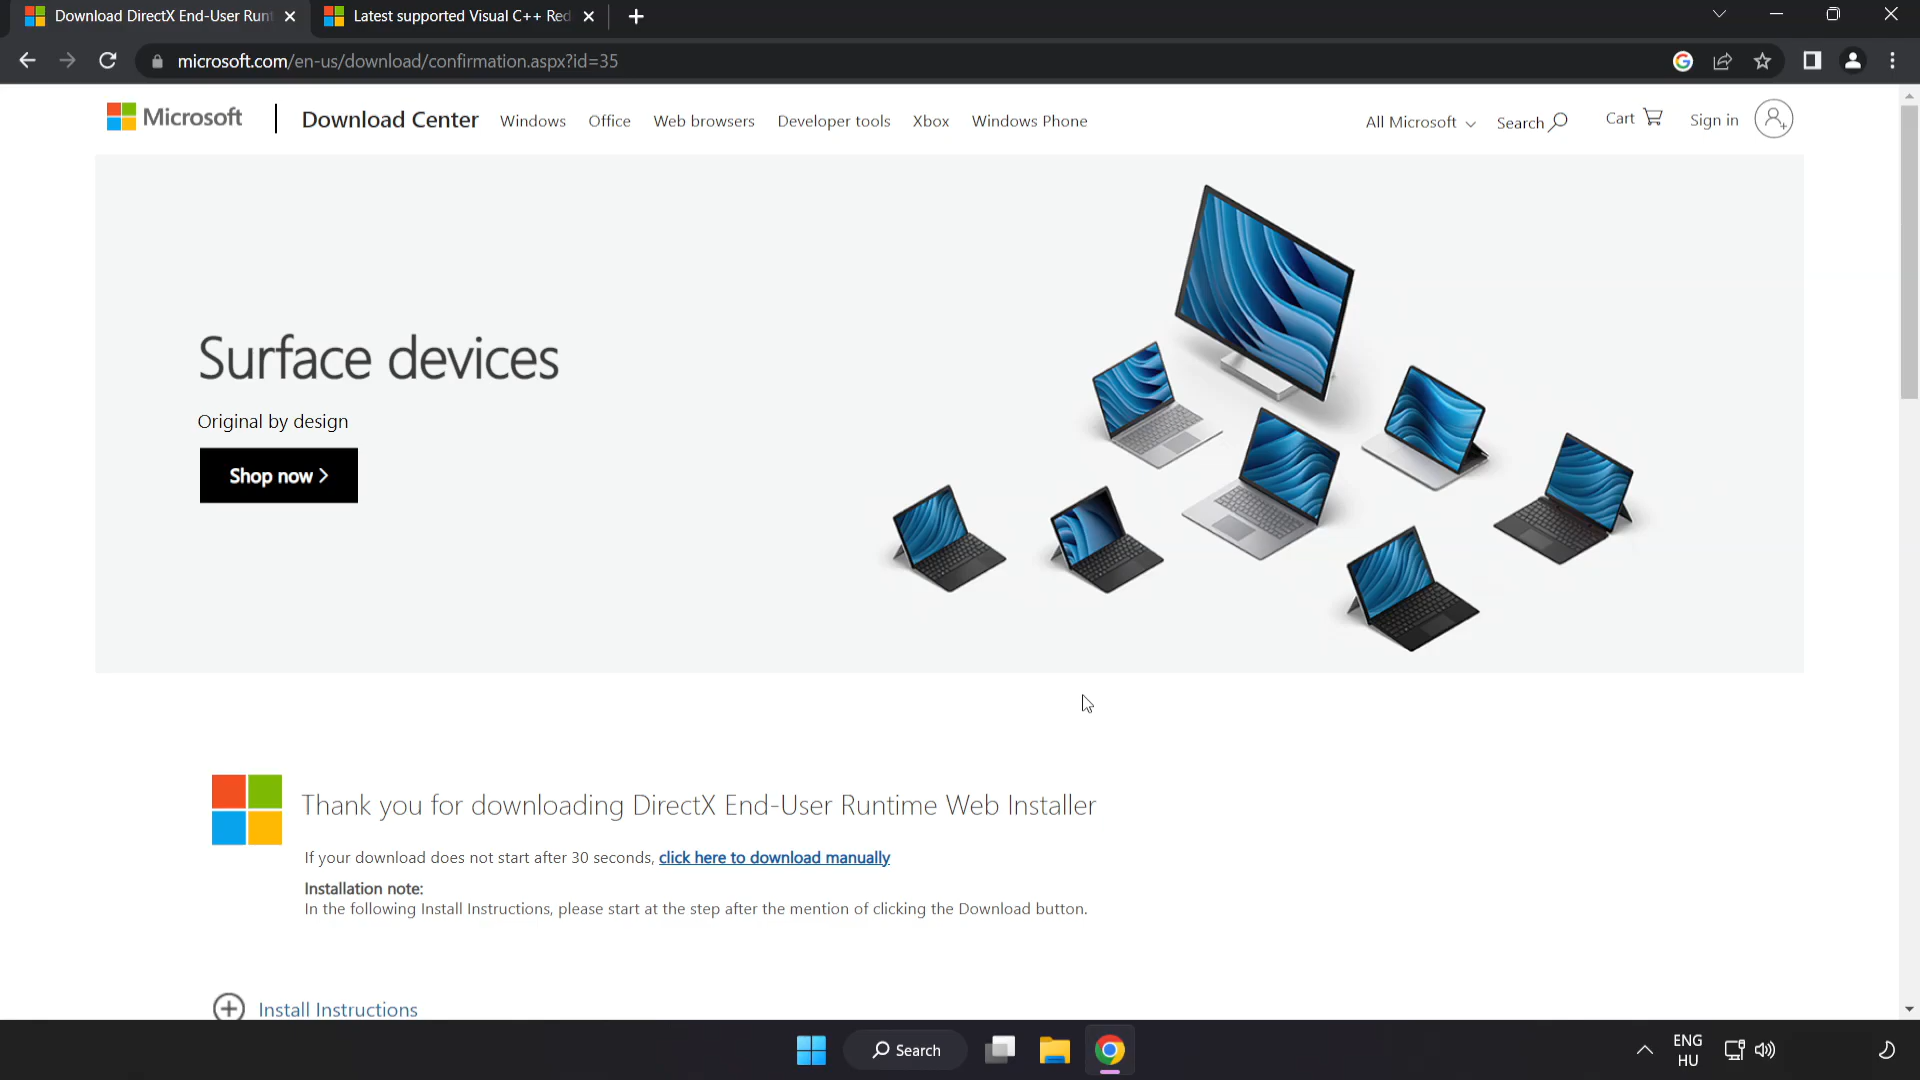 Download DirectX End-User Runt
Latest supported Visual C++ Red
microsoft.com/en-us/download/confirmation.aspx?id=35
Microsoft
Download Center
Windows
Office
Web browsers
Developer tools
Xbox
Windows Phone
All Microsoft
Search
Cart
Sign in
Surface devices
Original by design
Shop now >
Thank you for downloading DirectX End-User Runtime Web Installer
If your download does not start after 30 seconds, click here to download manually
Installation note:
In the following Install Instructions, please start at the step after the mention of clicking the Download button.
Install Instructions
Search
ENG
HU